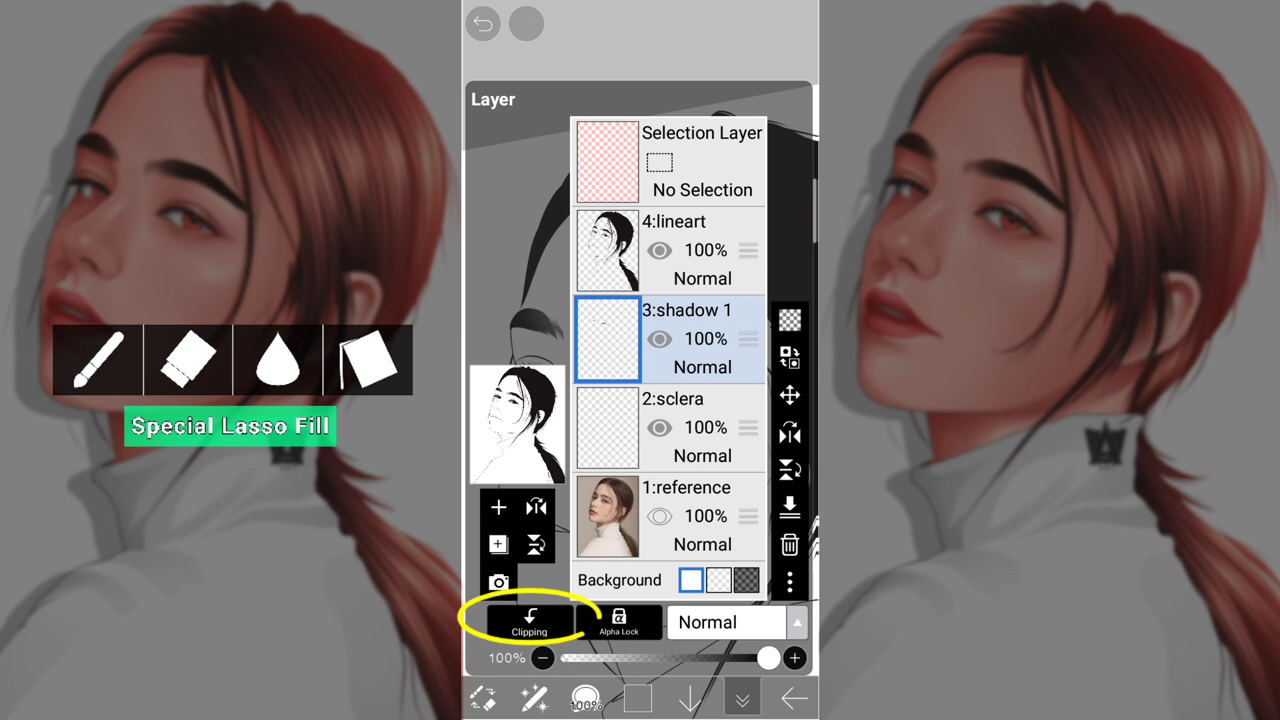 Layer
Selection Layer
No Selection
4:lineart
100%
Normal
3:shadow 1
100%
Normal
2:sclera
100%
Normal
1:reference
100%
Normal
Background
Clipping
α
Alpha Lock
Normal
100%
100%
Special Lasso Fill